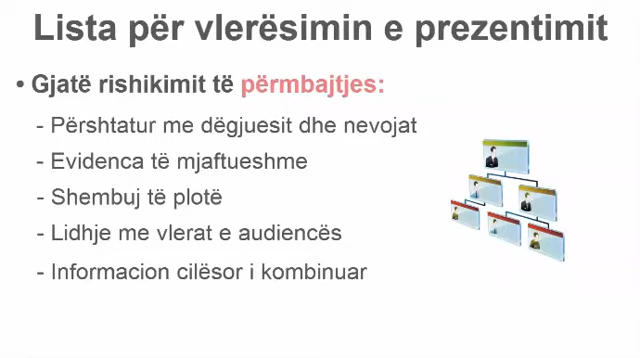 Lista për vlerësimin e prezentimit
• Gjatë rishikimit të përmbajtjes:
- Përshtatur me dëgjuesit dhe nevojat
- Evidenca të mjaftueshme
- Shembuj të plotë
- Lidhje me vlerat e audiencës
- Informacion cilësor i kombinuar